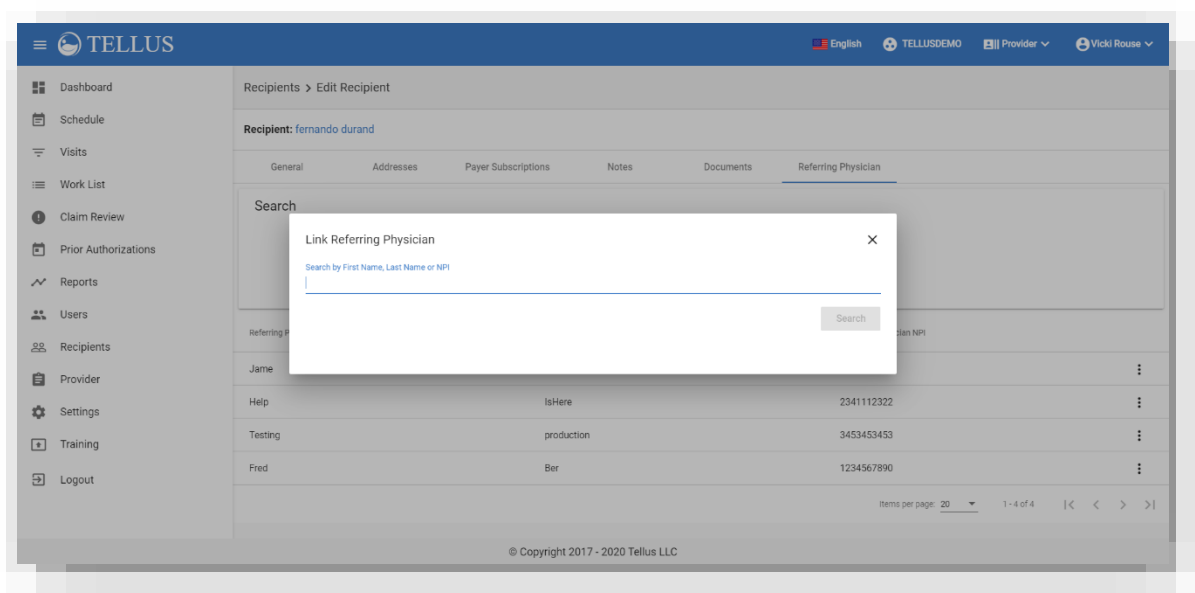 TELLUS English TELLUSDEMO Provider Vicki Rouse
Dashboard
Schedule
Visits
Work List
Claim Review
Prior Authorizations
Reports
Users
Recipients
Provider
Settings
Training
Logout
Recipients > Edit Recipient
Recipient: fernando durand
General Addresses Payer Subscriptions Notes Documents Referring Physician
Search
Link Referring Physician
Search by First Name, Last Name or NPI
Search
Referring NPI
Jame
Help IsHere 2341112322
Testing production 3453453453
Fred Ber 1234567890
Items per page: 20 1 - 4 of 4
© Copyright 2017 - 2020 Tellus LLC